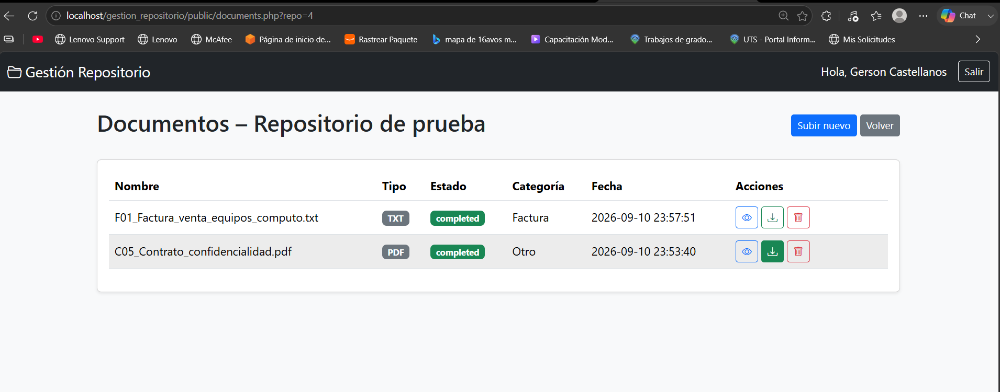 localhost/gestion_repositorio/public/documents.php?repo=4
Chat
Lenovo Support
Lenovo
McAfee
Página de inicio de...
Rastrear Paquete
mapa de 16avos m...
Capacitación Mod...
Trabajos de grado...
UTS - Portal Inform...
Mis Solicitudes
Gestión Repositorio
Hola, Gerson Castellanos
Salir
Documentos – Repositorio de prueba
Subir nuevo
Volver
Nombre Tipo Estado Categoría Fecha Acciones
F01_Factura_venta_equipos_computo.txt TXT completed Factura 2026-09-10 23:57:51
C05_Contrato_confidencialidad.pdf PDF completed Otro 2026-09-10 23:53:40